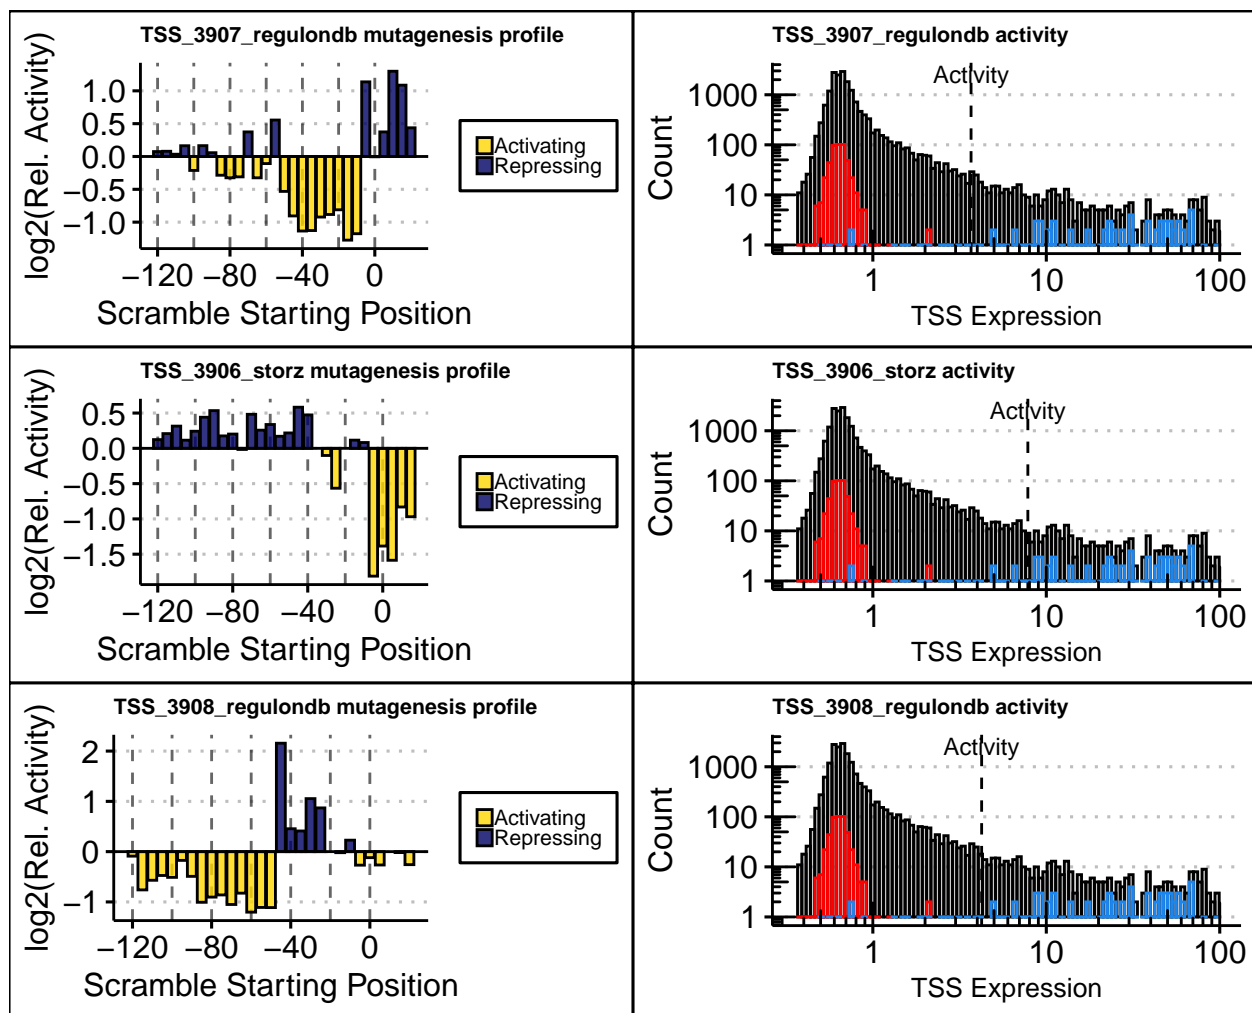 TSS_3907_regulondb mutagenesis profile
log2(Rel. Activity)
1.0
0.5
0.0
−0.5
−1.0
−120 −80 −40 0
Scramble Starting Position
Activating
Repressing
TSS_3907_regulondb activity
Activity
Count
1000
100
10
1
1 10 100
TSS Expression
TSS_3906_storz mutagenesis profile
log2(Rel. Activity)
0.5
0.0
−0.5
−1.0
−1.5
−120 −80 −40 0
Scramble Starting Position
Activating
Repressing
TSS_3906_storz activity
Activity
Count
1000
100
10
1
1 10 100
TSS Expression
TSS_3908_regulondb mutagenesis profile
log2(Rel. Activity)
2
1
0
−1
−120 −80 −40 0
Scramble Starting Position
Activating
Repressing
TSS_3908_regulondb activity
Activity
Count
1000
100
10
1
1 10 100
TSS Expression